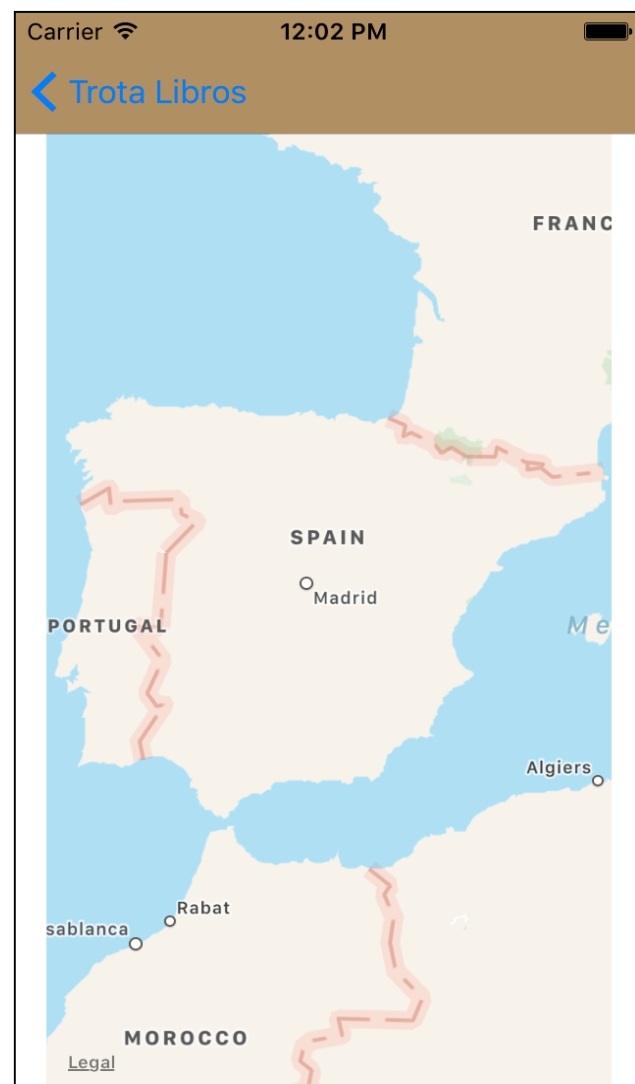 Carrier 12:02 PM
Trota Libros
FRANC
SPAIN
Madrid
PORTUGAL
Me
Algiers
Rabat
sablanca
MOROCCO
Legal